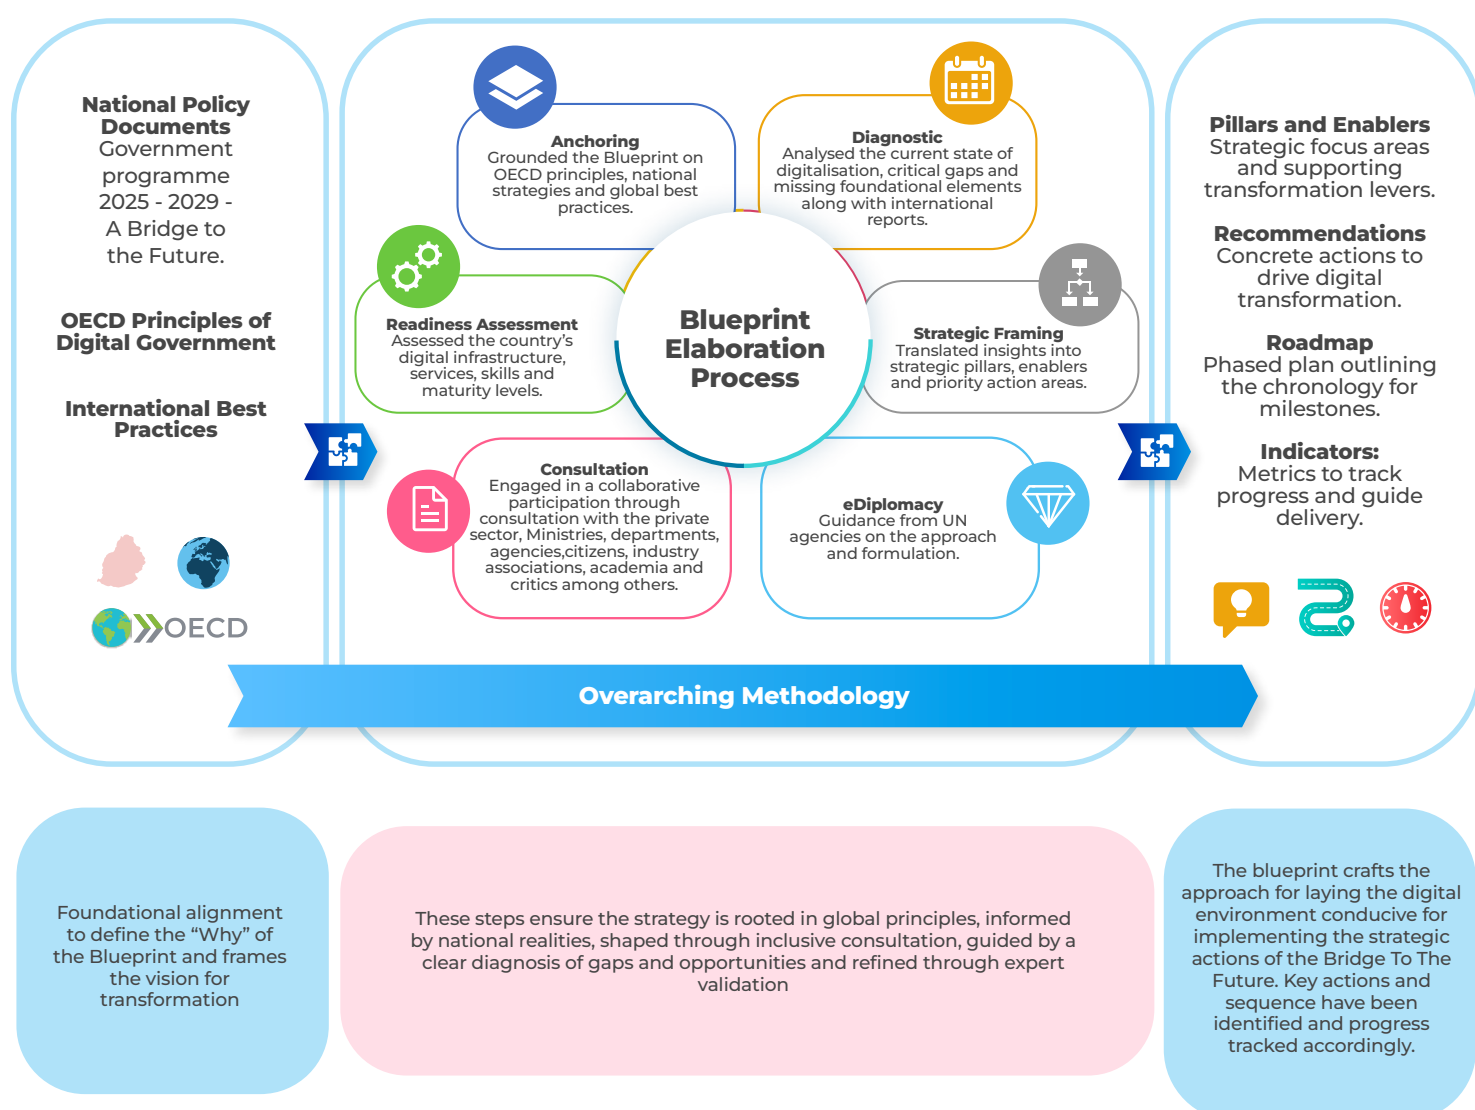 National Policy
Documents
Government
programme
2025 - 2029 -
A Bridge to
the Future.
OECD Principles of
Digital Government
International Best
Practices
OECD
Anchoring
Grounded the Blueprint on
OECD principles, national
strategies and global best
practices.
Diagnostic
Analysed the current state of
digitalisation, critical gaps and
missing foundational elements
along with international
reports.
Readiness Assessment
Assessed the country's
digital infrastructure,
services, skills and
maturity levels.
Blueprint
Elaboration
Process
Strategic Framing
Translated insights into
strategic pillars, enablers
and priority action areas.
Consultation
Engaged in a collaborative
participation through
consultation with the private
sector, Ministries, departments,
agencies,citizens, industry
associations, academia and
critics among others.
eDiplomacy
Guidance from UN
agencies on the approach
and formulation.
Pillars and Enablers
Strategic focus areas
and supporting
transformation levers.
Recommendations
Concrete actions to
drive digital
transformation.
Roadmap
Phased plan outlining
the chronology for
milestones.
Indicators:
Metrics to track
progress and guide
delivery.
Overarching Methodology
Foundational alignment
to define the “Why” of
the Blueprint and frames
the vision for
transformation
These steps ensure the strategy is rooted in global principles, informed
by national realities, shaped through inclusive consultation, guided by a
clear diagnosis of gaps and opportunities and refined through expert
validation
The blueprint crafts the
approach for laying the digital
environment conducive for
implementing the strategic
actions of the Bridge To The
Future. Key actions and
sequence have been
identified and progress
tracked accordingly.